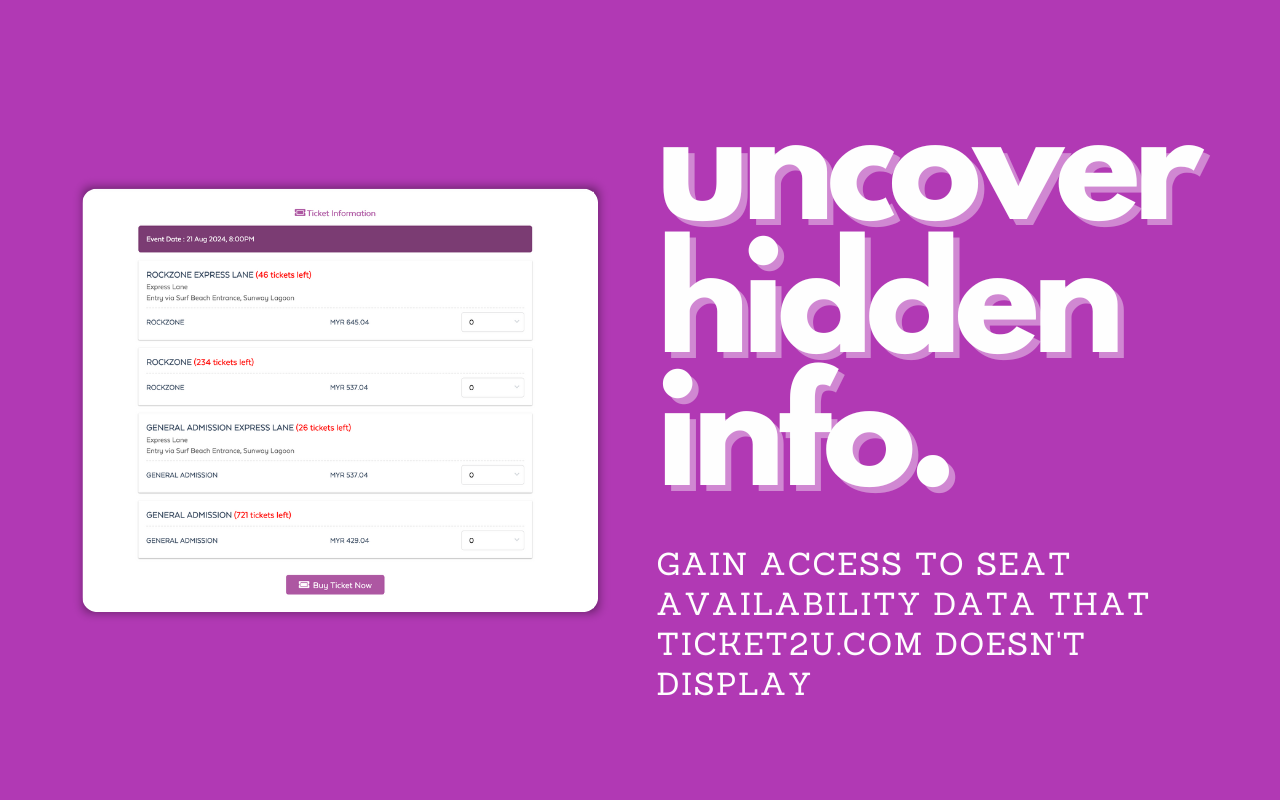 Ticket Information
Event Date : 21 Aug 2024, 8:00PM
ROCKZONE EXPRESS LANE (46 tickets left)
Express Lane
Entry via Surf Beach Entrance, Sunway Lagoon
ROCKZONE MYR 645.04 0
ROCKZONE (234 tickets left)
ROCKZONE MYR 537.04 0
GENERAL ADMISSION EXPRESS LANE (26 tickets left)
Express Lane
Entry via Surf Beach Entrance, Sunway Lagoon
GENERAL ADMISSION MYR 537.04 0
GENERAL ADMISSION (721 tickets left)
GENERAL ADMISSION MYR 429.04 0
Buy Ticket Now
uncover
hidden
info.
GAIN ACCESS TO SEAT
AVAILABILITY DATA THAT
TICKET2U.COM DOESN'T
DISPLAY